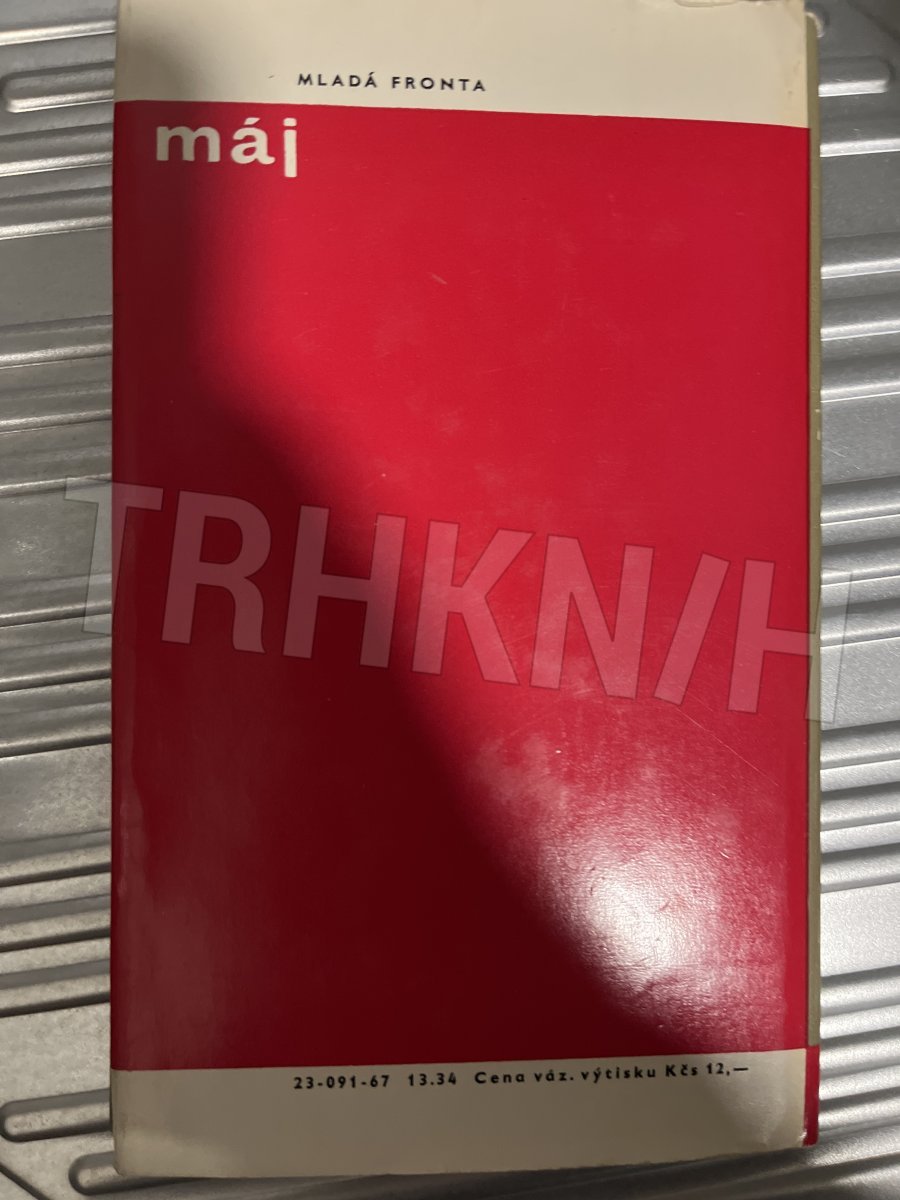 MLADÁ FRONTA
máj
TRHKNIH
23-091-67 13.34 Cena váz. výtisku Kčs 12,—